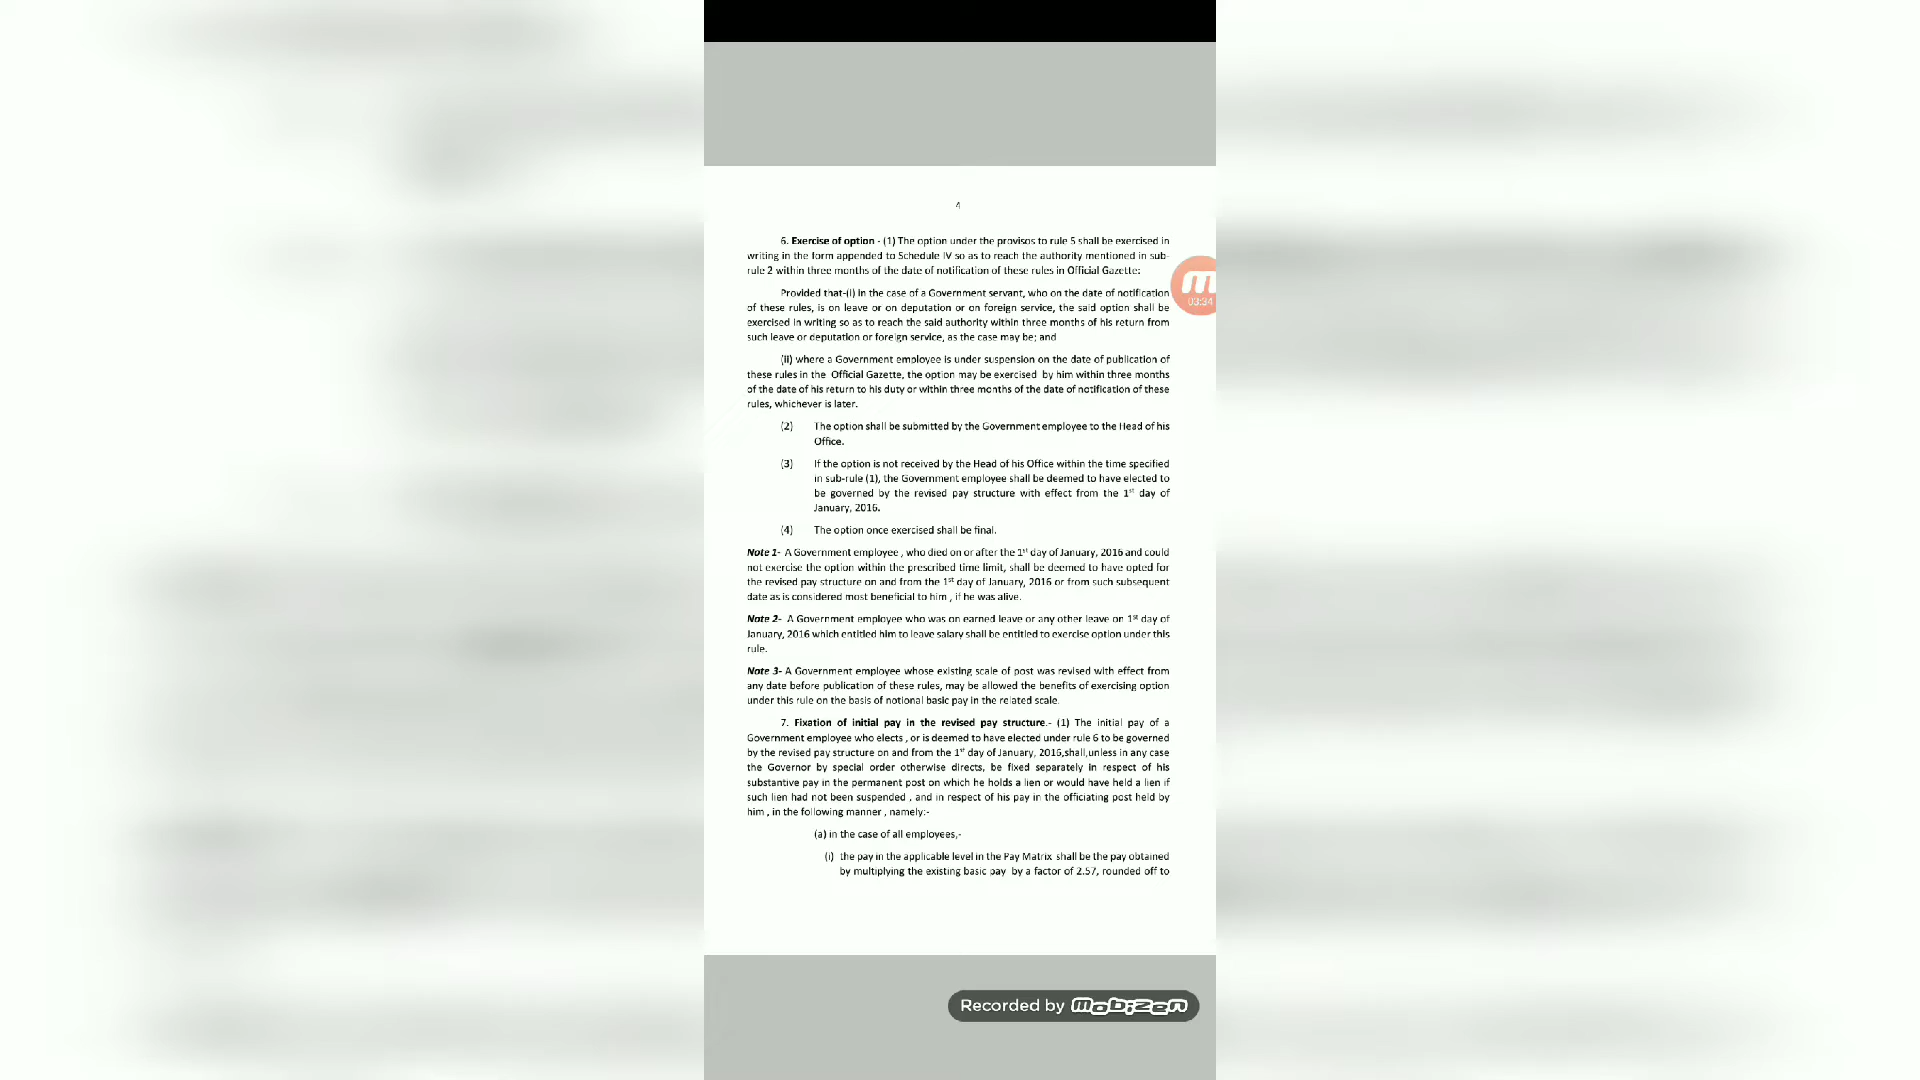 4
6. Exercise of option - (1) The option under the provisos to rule 5 shall be exercised in
writing in the form appended to Schedule IV so as to reach the authority mentioned in sub-
rule 2 within three months of the date of notification of these rules in Official Gazette:
Provided that-(i) in the case of a Government servant, who on the date of notification
of these rules, is on leave or on deputation or on foreign service, the said option shall be
exercised in writing so as to reach the said authority within three months of his return from
such leave or deputation or foreign service, as the case may be; and
(ii) where a Government employee is under suspension on the date of publication of
these rules in the Official Gazette, the option may be exercised by him within three months
of the date of his return to his duty or within three months of the date of notification of these
rules, whichever is later.
(2) The option shall be submitted by the Government employee to the Head of his
Office.
(3) If the option is not received by the Head of his Office within the time specified
in sub-rule (1), the Government employee shall be deemed to have elected to
be governed by the revised pay structure with effect from the 1st day of
January, 2016.
(4) The option once exercised shall be final.
Note 1- A Government employee , who died on or after the 1st day of January, 2016 and could
not exercise the option within the prescribed time limit, shall be deemed to have opted for
the revised pay structure on and from the 1st day of January, 2016 or from such subsequent
date as is considered most beneficial to him , if he was alive.
Note 2- A Government employee who was on earned leave or any other leave on 1st day of
January, 2016 which entitled him to leave salary shall be entitled to exercise option under this
rule.
Note 3- A Government employee whose existing scale of post was revised with effect from
any date before publication of these rules, may be allowed the benefits of exercising option
under this rule on the basis of notional basic pay in the related scale.
7. Fixation of initial pay in the revised pay structure.- (1) The initial pay of a
Government employee who elects , or is deemed to have elected under rule 6 to be governed
by the revised pay structure on and from the 1st day of January, 2016,shall,unless in any case
the Governor by special order otherwise directs, be fixed separately in respect of his
substantive pay in the permanent post on which he holds a lien or would have held a lien if
such lien had not been suspended , and in respect of his pay in the officiating post held by
him , in the following manner , namely:-
(a) in the case of all employees,-
(i) the pay in the applicable level in the Pay Matrix shall be the pay obtained
by multiplying the existing basic pay by a factor of 2.57, rounded off to
m
03:34
Recorded by mobizen